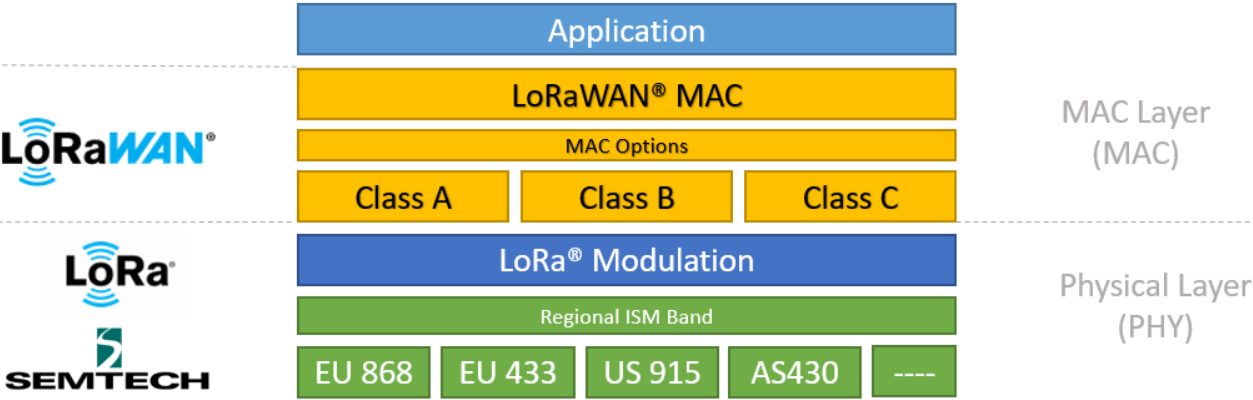 Application
LoRaWAN® MAC
MAC Layer
(MAC)
LoRaWAN®
MAC Options
Class A Class B Class C
LoRa® Modulation
LoRa®
Physical Layer
(PHY)
Regional ISM Band
SEMTECH
EU 868 EU 433 US 915 AS430 ----